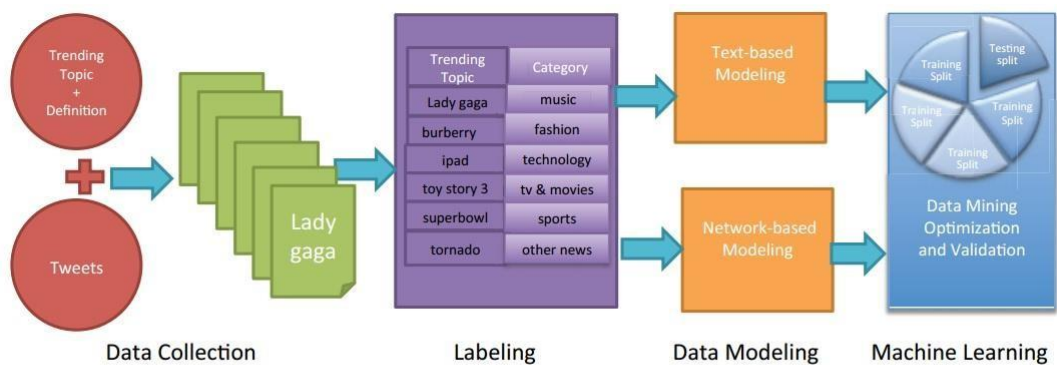 Trending
Topic
+
Definition
Tweets
Lady
gaga
Trending Topic	Category
Lady gaga	music
burberry	fashion
ipad	technology
toy story 3	tv & movies
superbowl	sports
tornado	other news
Text-based
Modeling
Network-based
Modeling
Testing
split
Training
Split
Training
Split
Training
Split
Training
Split
Data Mining
Optimization
and Validation
Data Collection
Labeling
Data Modeling
Machine Learning